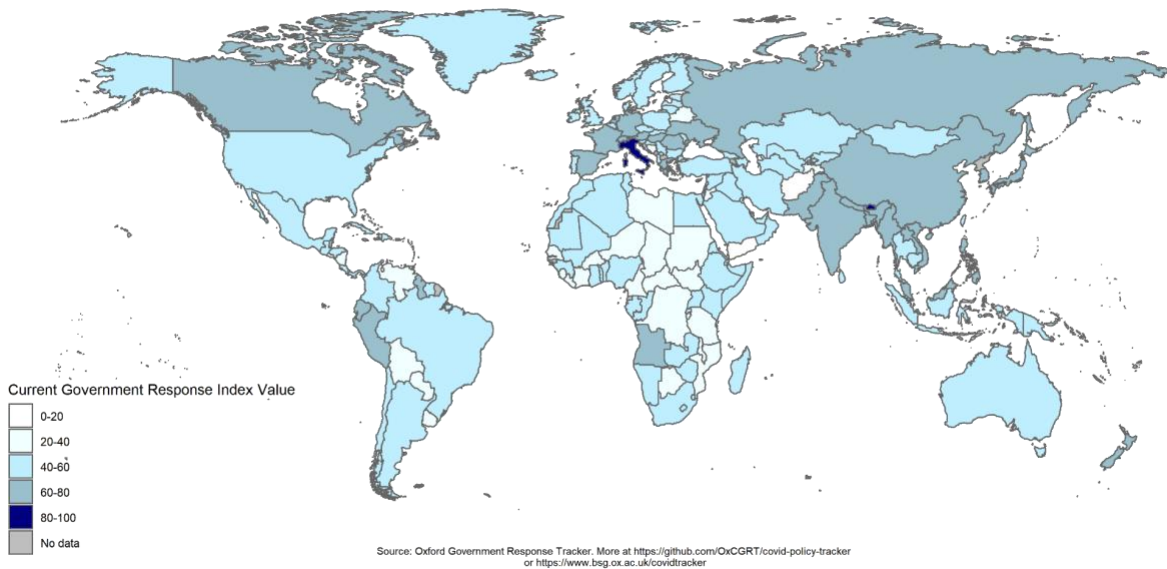 Current Government Response Index Value
0-20
20-40
40-60
60-80
80-100
No data
Source: Oxford Government Response Tracker. More at https://github.com/OxCGRT/covid-policy-tracker
or https://www.bsg.ox.ac.uk/covidtracker